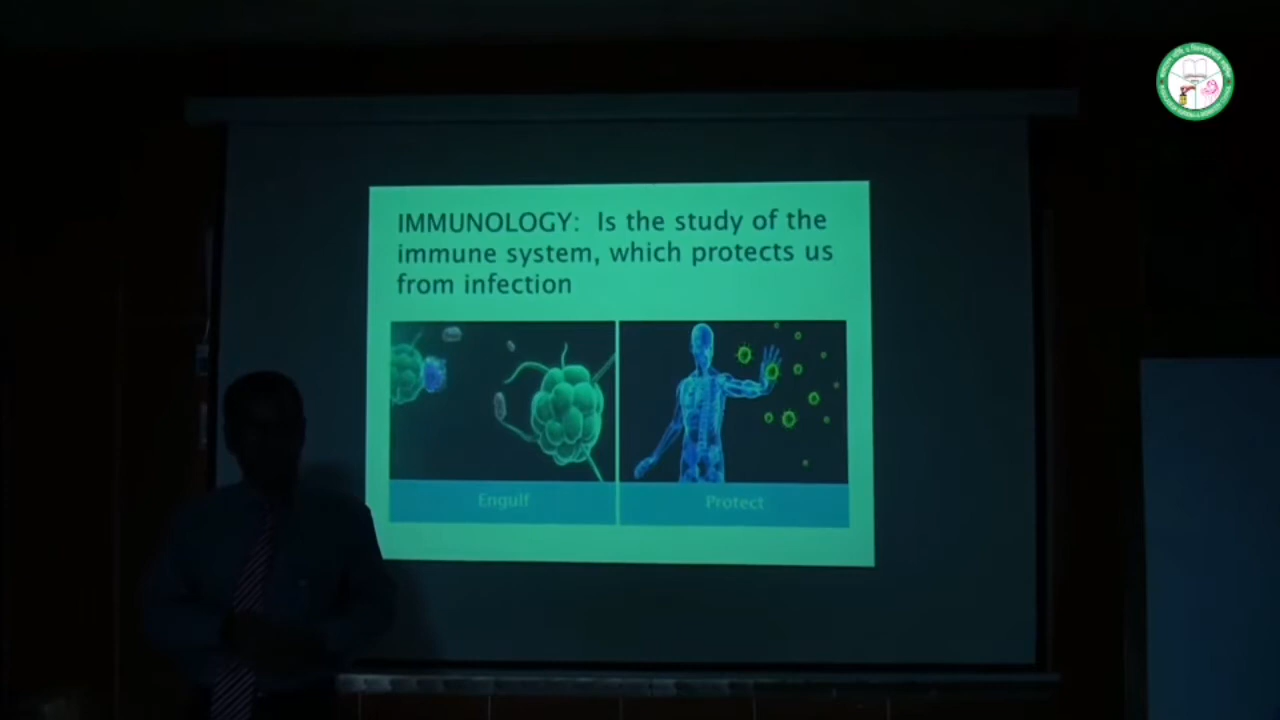 IMMUNOLOGY: Is the study of the
immune system, which protects us
from infection
Engulf
Protect